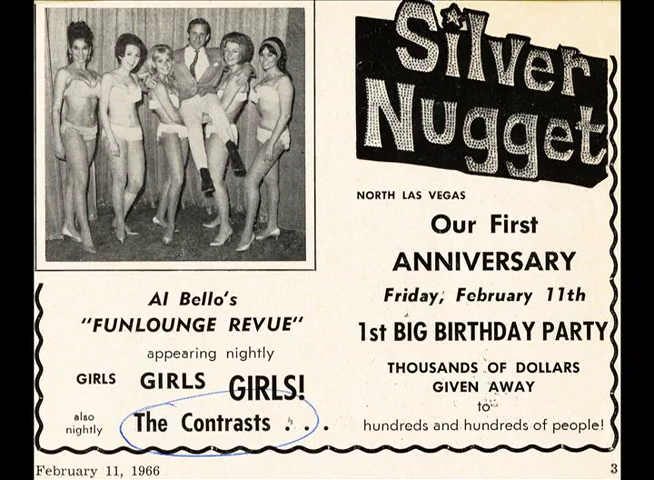 Silver
Nugget
NORTH LAS VEGAS
Our First
ANNIVERSARY
Friday, February 11th
1st BIG BIRTHDAY PARTY
THOUSANDS OF DOLLARS
GIVEN AWAY
to
hundreds and hundreds of people!
Al Bello's
"FUNLOUNGE REVUE"
appearing nightly
GIRLS GIRLS GIRLS!
also
nightly
The Contrasts . . .
February 11, 1966
3